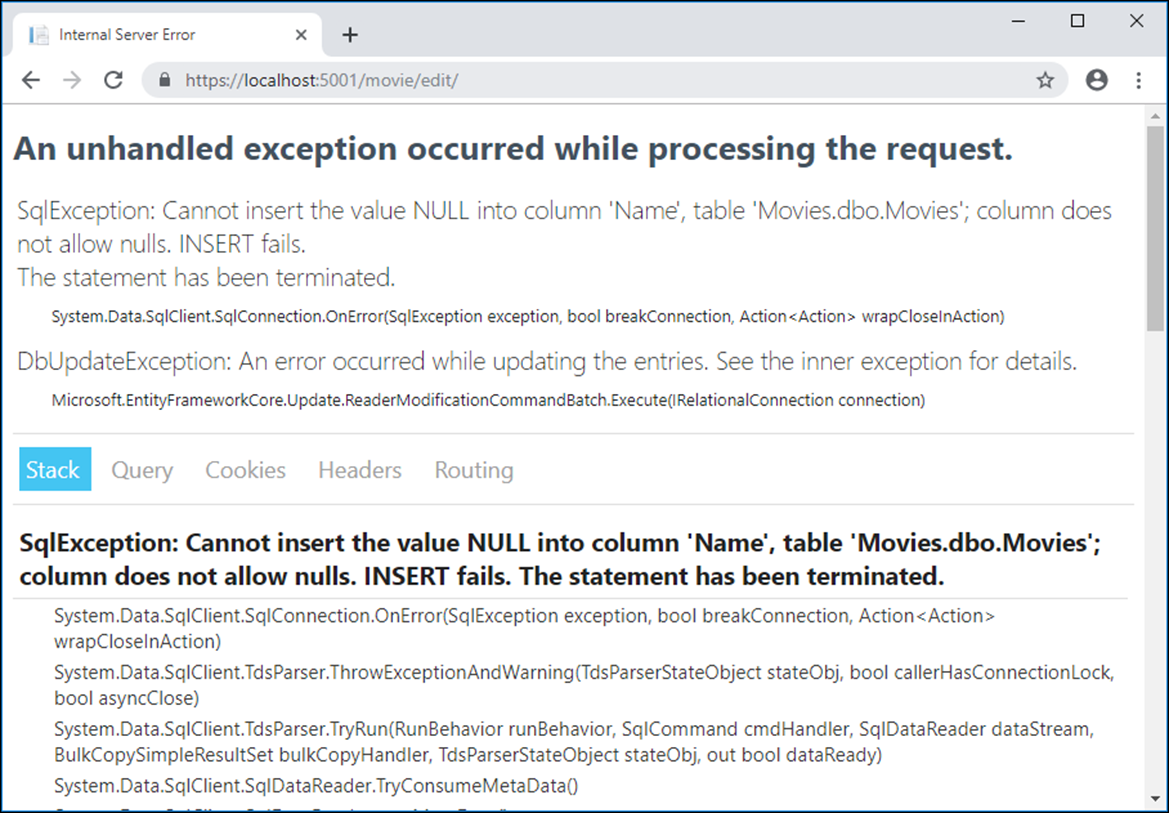 Internal Server Error
https://localhost:5001/movie/edit/
An unhandled exception occurred while processing the request.
SqlException: Cannot insert the value NULL into column 'Name', table 'Movies.dbo.Movies'; column does
not allow nulls. INSERT fails.
The statement has been terminated.
System.Data.SqlClient.SqlConnection.OnError(SqlException exception, bool breakConnection, Action<Action> wrapCloseInAction)
DbUpdateException: An error occurred while updating the entries. See the inner exception for details.
Microsoft.EntityFrameworkCore.Update.ReaderModificationCommandBatch.Execute(IRelationalConnection connection)
Stack Query Cookies Headers Routing
SqlException: Cannot insert the value NULL into column 'Name', table 'Movies.dbo.Movies';
column does not allow nulls. INSERT fails. The statement has been terminated.
System.Data.SqlClient.SqlConnection.OnError(SqlException exception, bool breakConnection, Action<Action>
wrapCloseInAction)
System.Data.SqlClient.TdsParser.ThrowExceptionAndWarning(TdsParserStateObject stateObj, bool callerHasConnectionLock,
bool asyncClose)
System.Data.SqlClient.TdsParser.TryRun(RunBehavior runBehavior, SqlCommand cmdHandler, SqlDataReader dataStream,
BulkCopySimpleResultSet bulkCopyHandler, TdsParserStateObject stateObj, out bool dataReady)
System.Data.SqlClient.SqlDataReader.TryConsumeMetaData()